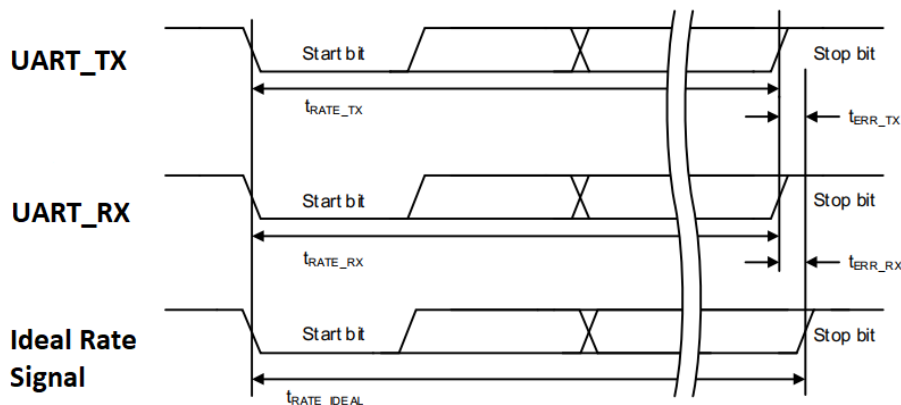 UART_TX
Start bit
Stop bit
tRATE_TX
tERR_TX
UART_RX
Start bit
Stop bit
tRATE_RX
tERR_RX
Ideal Rate
Signal
Start bit
Stop bit
tRATE_IDEAL